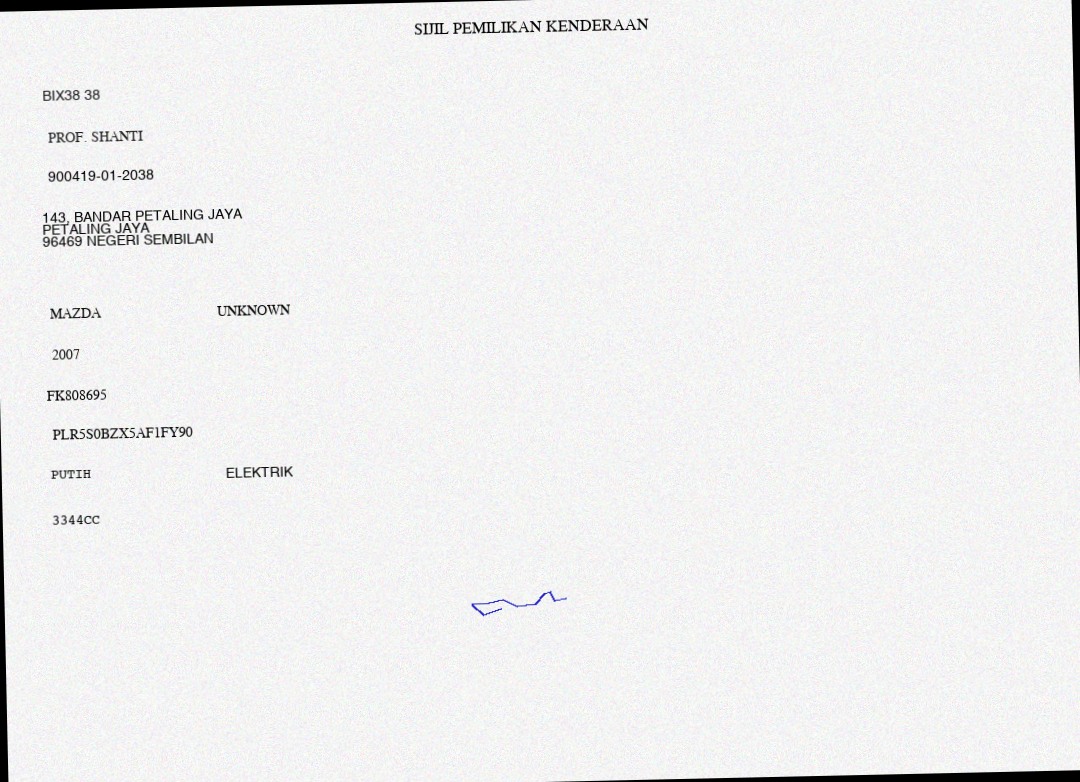 SIJIL PEMILIKAN KENDERAAN
BIX38 38
PROF. SHANTI
900419-01-2038
143, BANDAR PETALING JAYA
PETALING JAYA
96469 NEGERI SEMBILAN
MAZDA UNKNOWN
2007
FK808695
PLR5S0BZX5AF1FY90
PUTIH ELEKTRIK
3344CC